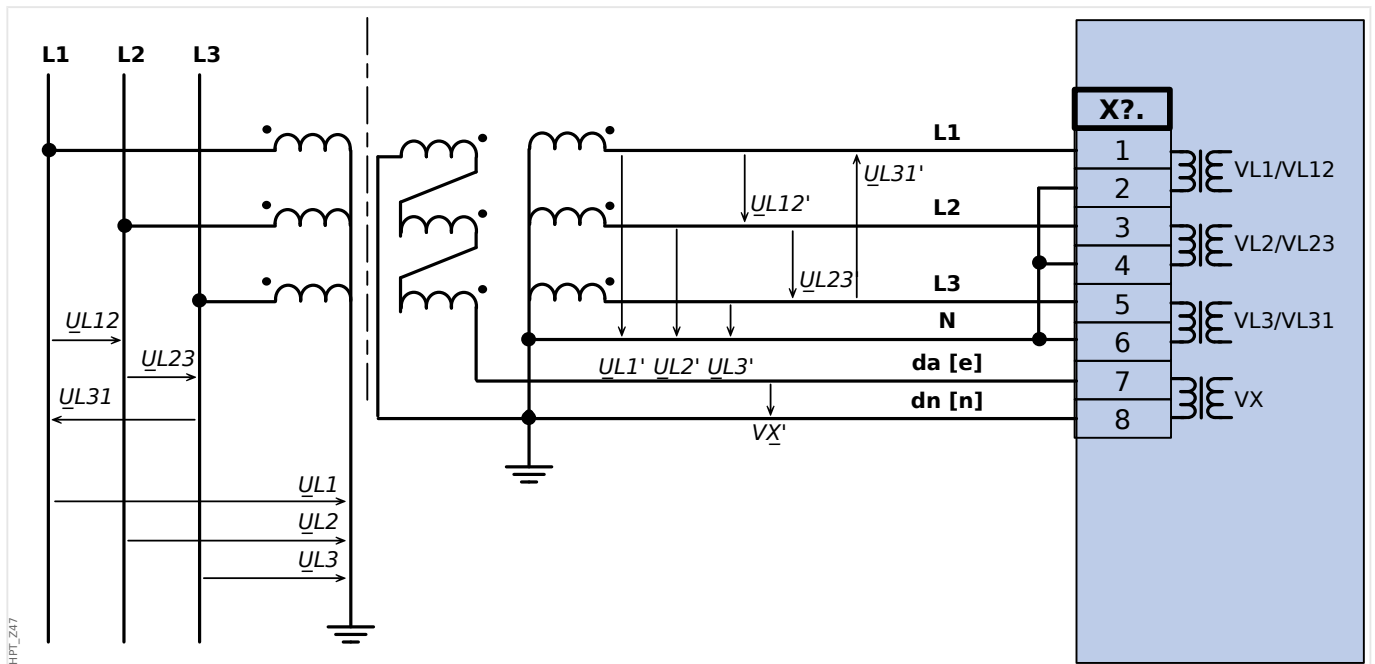 L1 L2 L3
UL12
UL23
UL31
UL1
UL2
UL3
L1
UL31'
UL12'
L2
UL23'
L3
N
UL1' UL2' UL3'
da [e]
dn [n]
VX'
X?.
1
2
3
4
5
6
7
8
VL1/VL12
VL2/VL23
VL3/VL31
VX
HPT_Z47